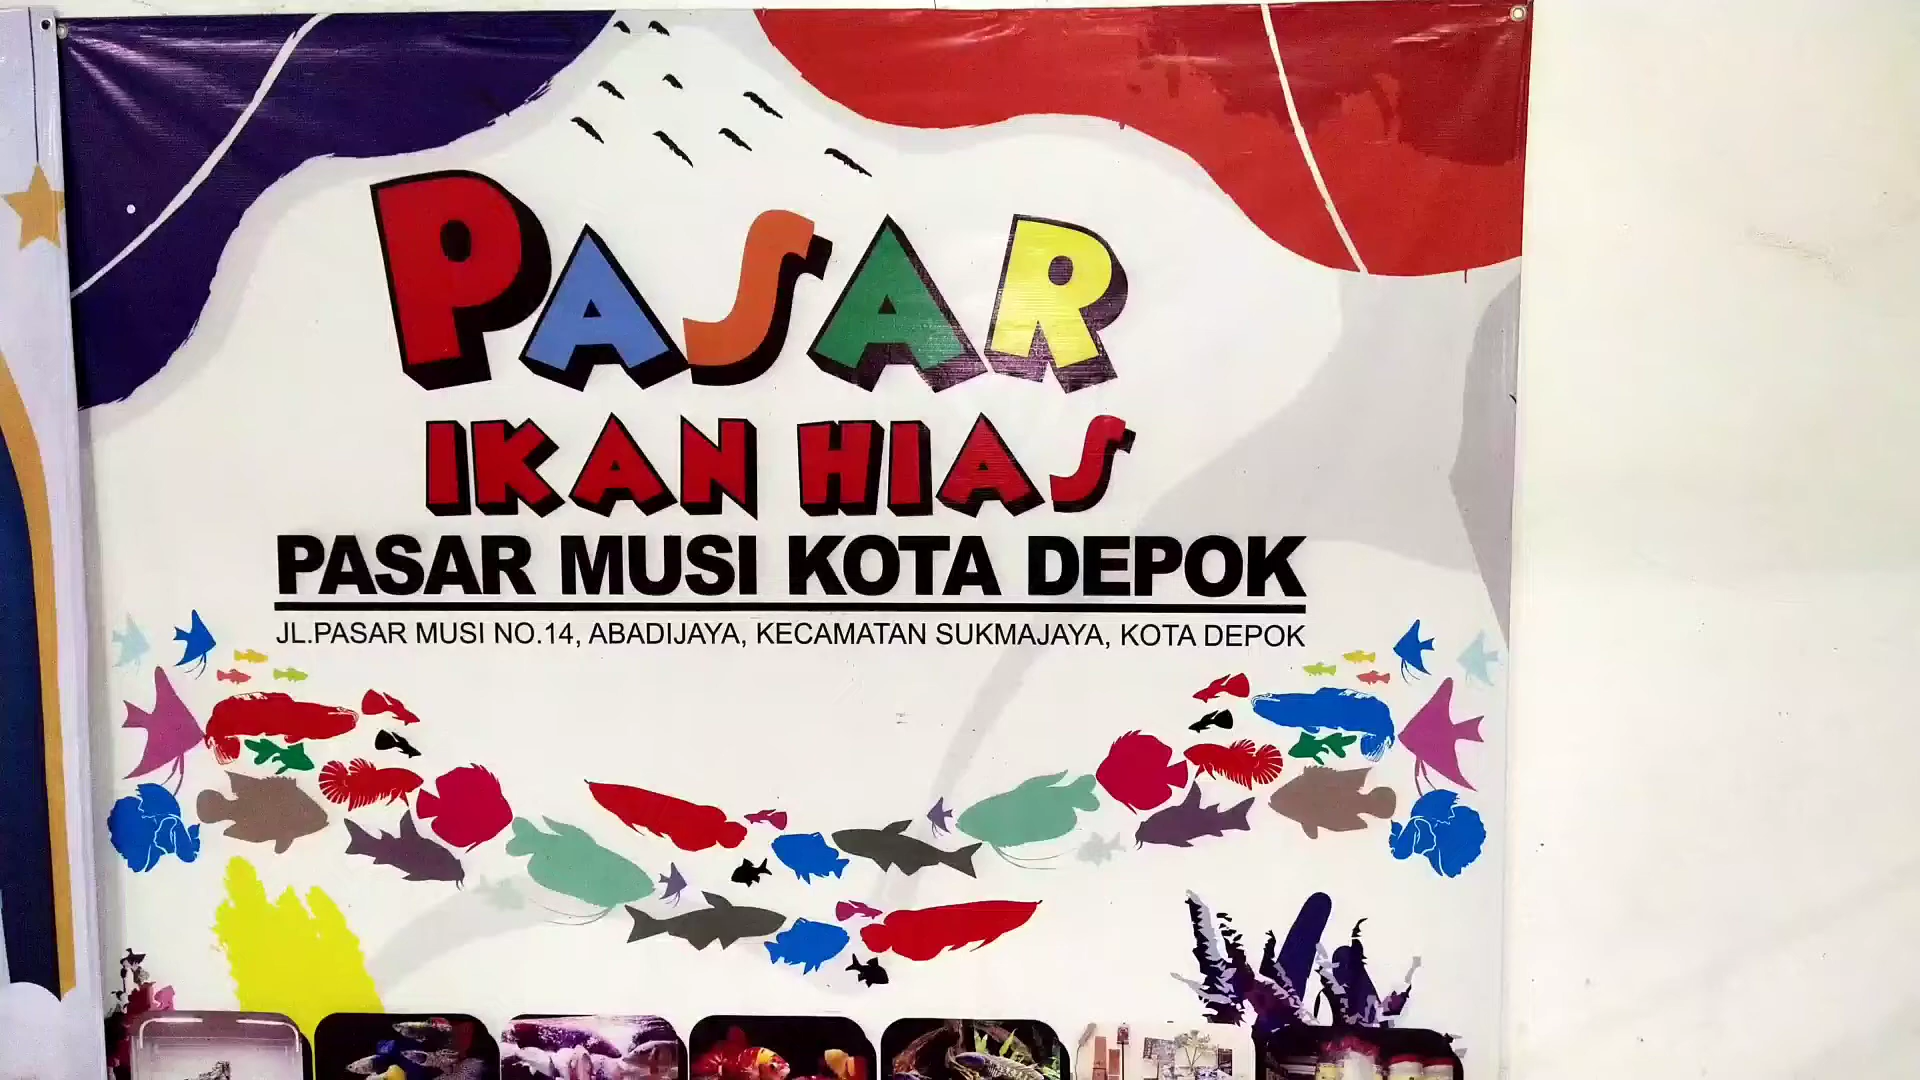 PASAR
IKAN HIAS
PASAR MUSI KOTA DEPOK
JL.PASAR MUSI NO.14, ABADIJAYA, KECAMATAN SUKMAJAYA, KOTA DEPOK